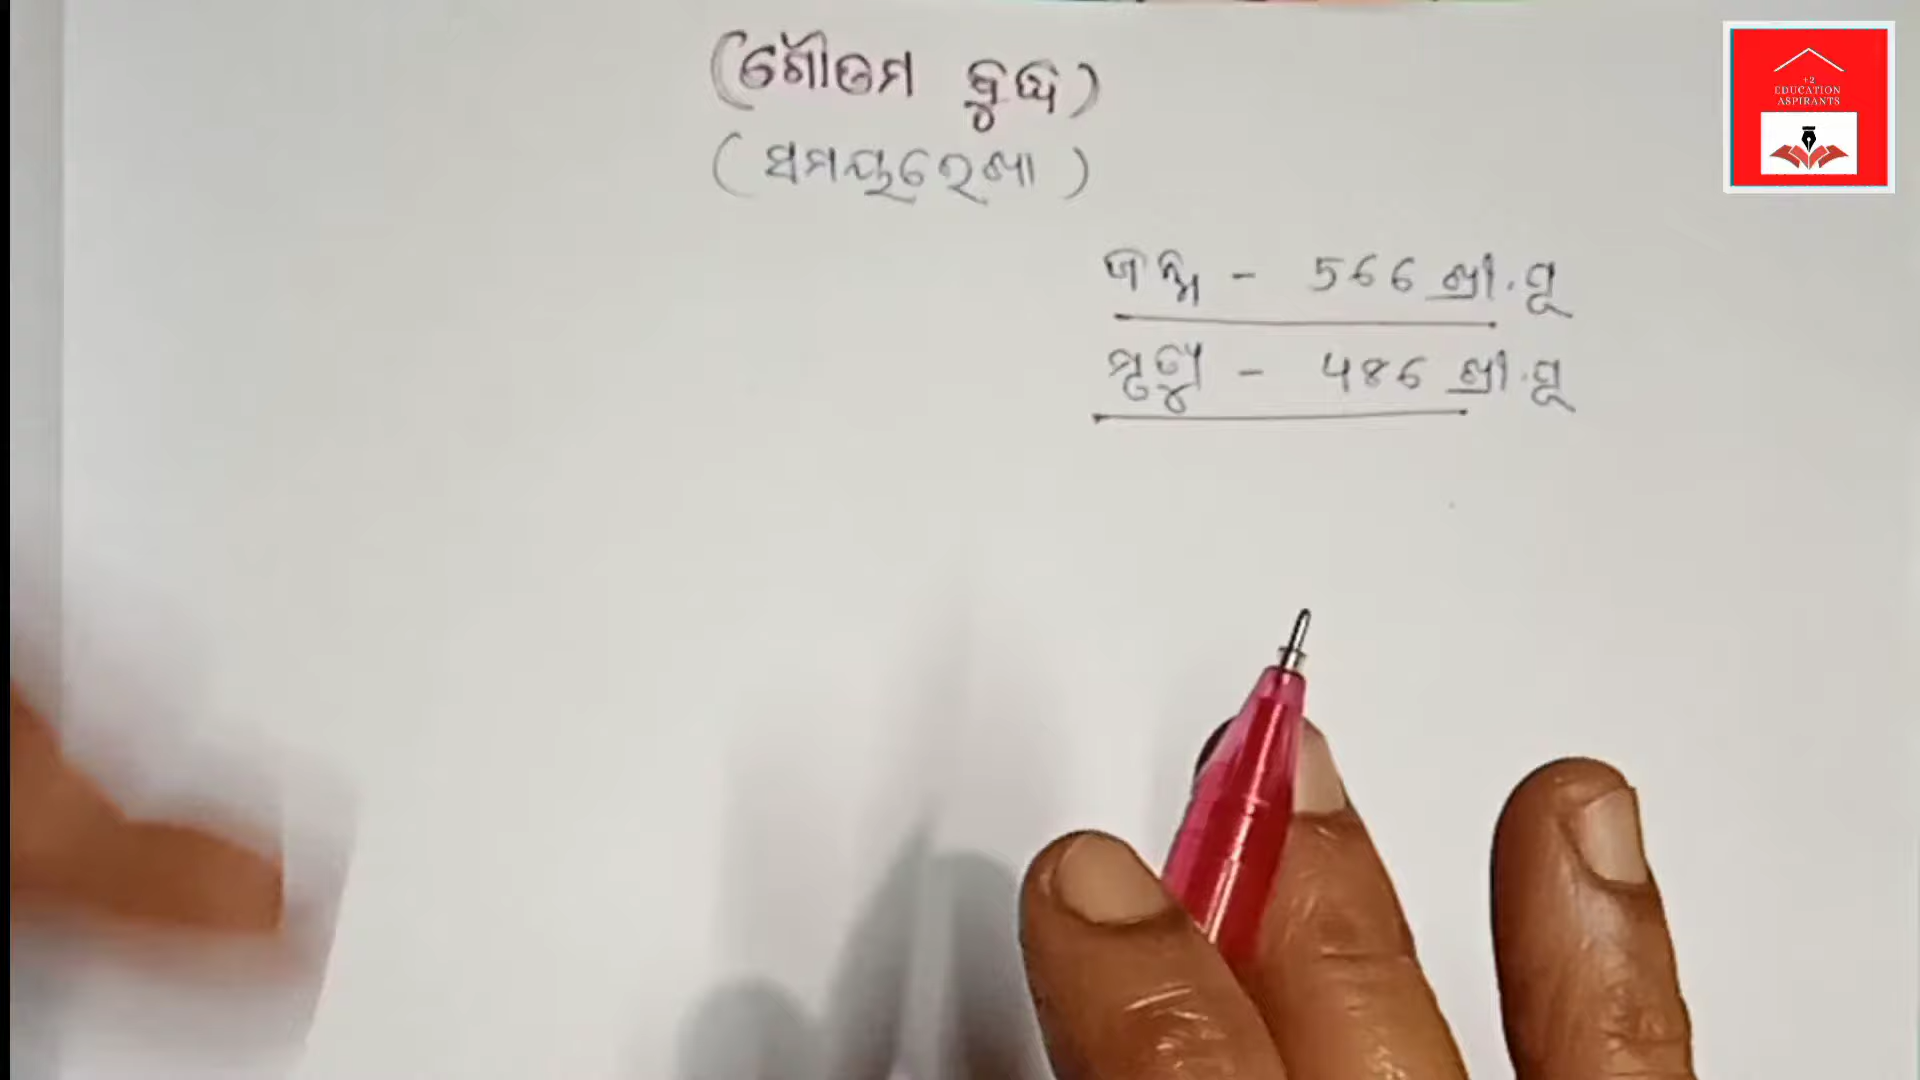 (ଗୌତମ ବୁଦ୍ଧ)
(ସମୟରେଖା)
ଜନ୍ମ - 566 ଖ୍ରୀ.ପୂ
ମୃତ୍ୟୁ - 486 ଖ୍ରୀ.ପୂ
+2
EDUCATION
ASPIRANTS